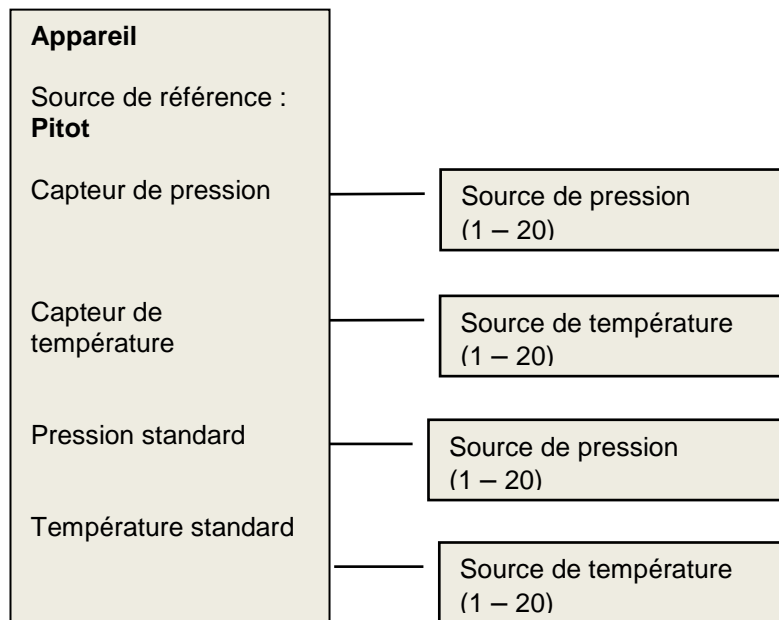 Appareil
Source de référence :
Pitot
Capteur de pression
Source de pression
(1 – 20)
Capteur de
température
Source de température
(1 – 20)
Pression standard
Source de pression
(1 – 20)
Température standard
Source de température
(1 – 20)